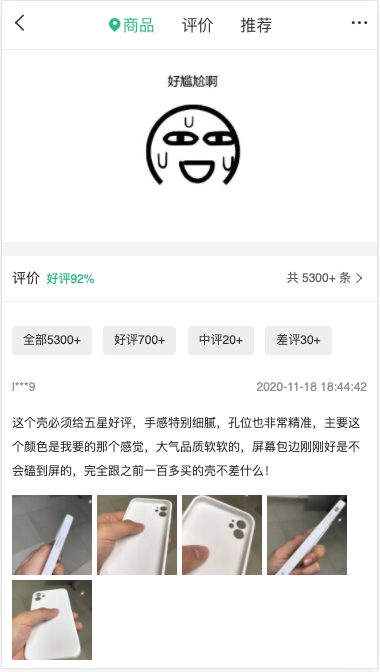 商品 评价 推荐
好尴尬啊
评价 好评92% 共 5300+ 条
全部5300+ 好评700+ 中评20+ 差评30+
l***9 2020-11-18 18:44:42
这个亮必须给五星好评，手感特别细腻，孔位也非常精准，主要这
个颜色是我要的那个感觉，大气品质软软的，屏幕包边刚刚好是不
会磕到屏的，完全跟之前一百多买的壳不差什么！